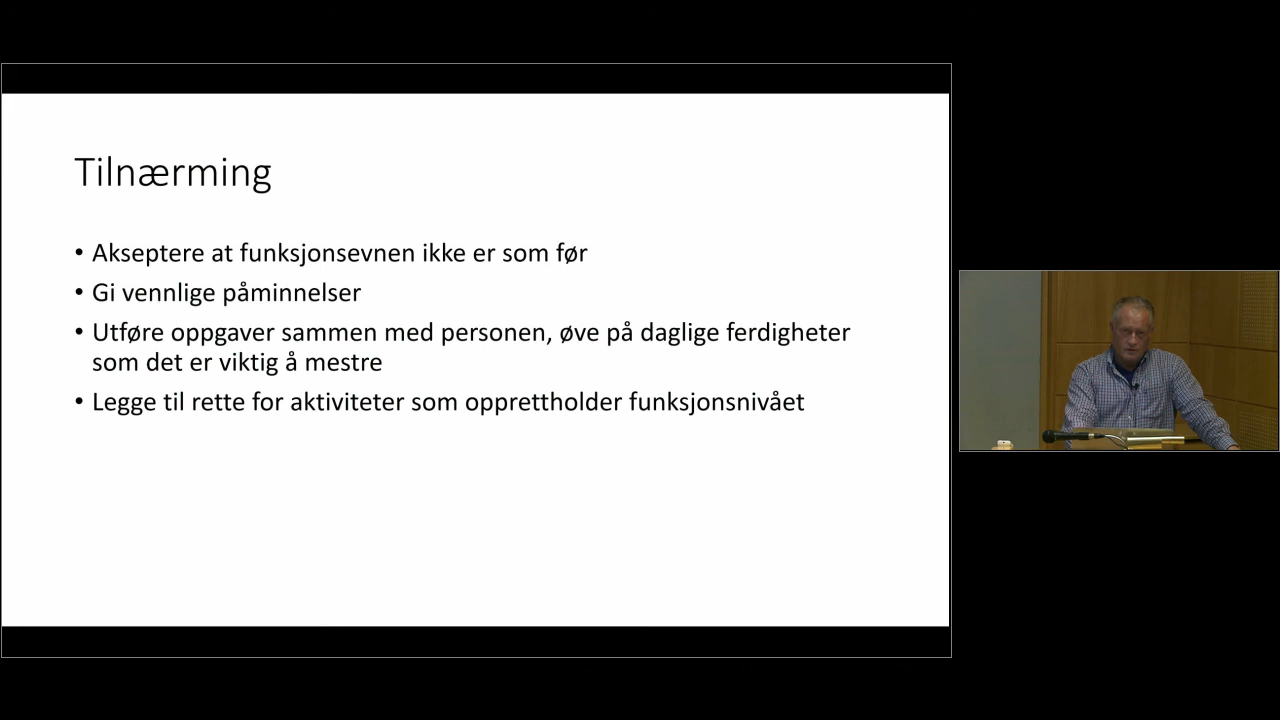 Tilnærming
• Akseptere at funksjonsevnen ikke er som før
• Gi vennlige påminnelser
• Utføre oppgaver sammen med personen, øve på daglige ferdigheter
som det er viktig å mestre
• Legge til rette for aktiviteter som opprettholder funksjonsnivået